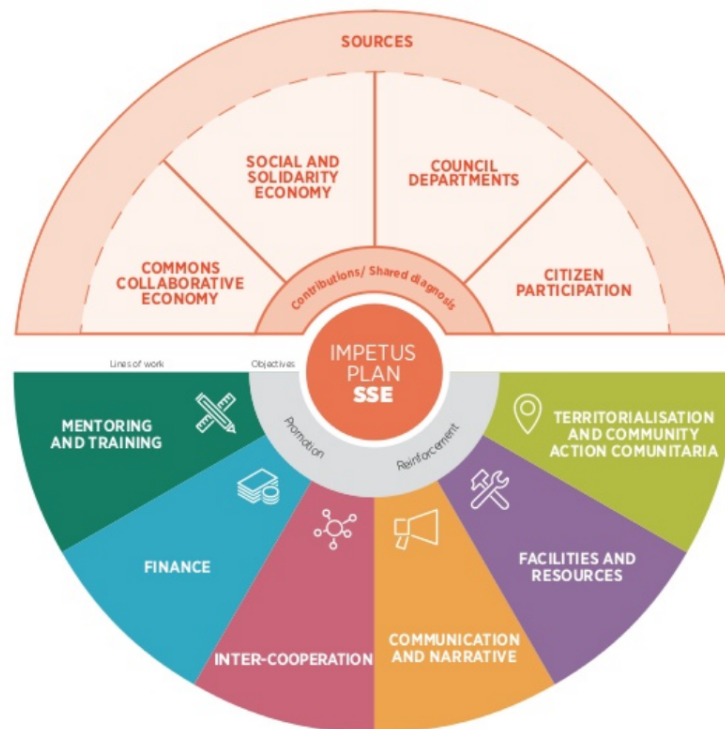 SOURCES
SOCIAL AND
SOLIDARITY
ECONOMY
COUNCIL
DEPARTMENTS
COMMONS
COLLABORATIVE
ECONOMY
CITIZEN
PARTICIPATION
Contributions/ Shared diagnosis
IMPETUS
PLAN
SSE
Lines of work
Objectives
Promotion
Reinforcement
MENTORING
AND TRAINING
TERRITORIALISATION
AND COMMUNITY
ACTION COMUNITARIA
FINANCE
FACILITIES AND
RESOURCES
INTER-COOPERATION
COMMUNICATION
AND NARRATIVE